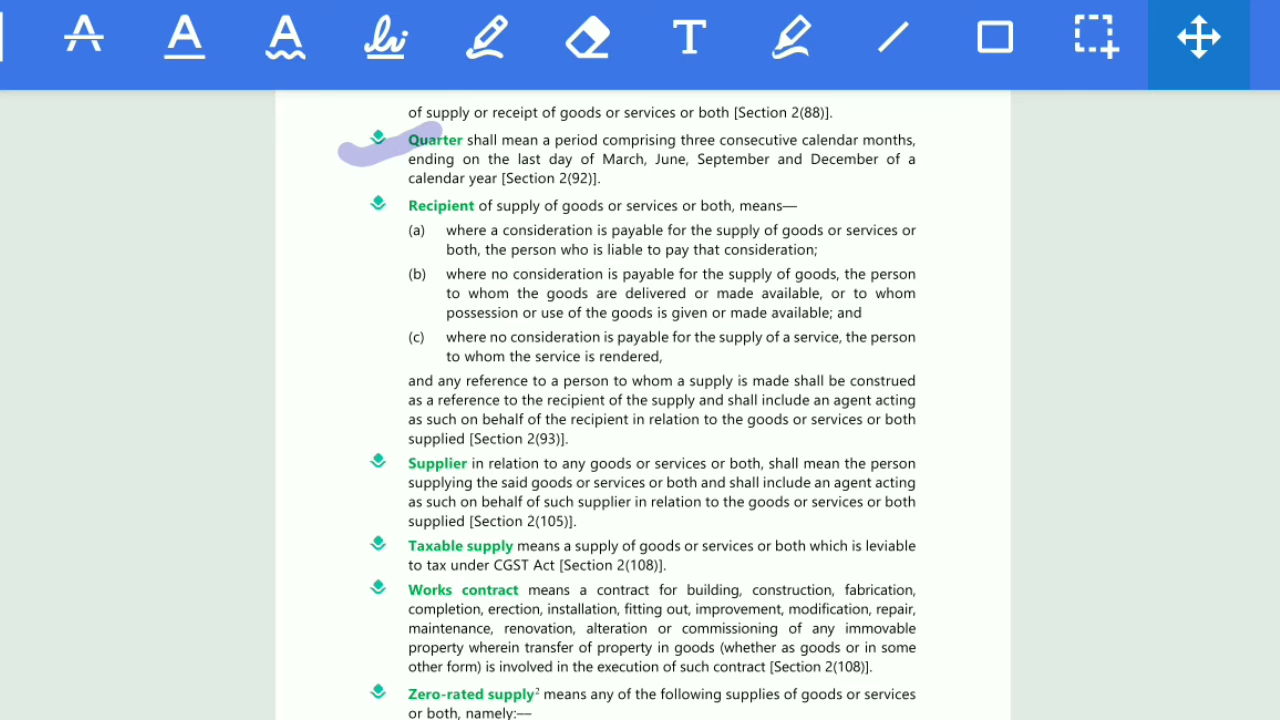 of supply or receipt of goods or services or both [Section 2(88)].
Quarter shall mean a period comprising three consecutive calendar months,
ending on the last day of March, June, September and December of a
calendar year [Section 2(92)].
Recipient of supply of goods or services or both, means—
(a) where a consideration is payable for the supply of goods or services or
both, the person who is liable to pay that consideration;
(b) where no consideration is payable for the supply of goods, the person
to whom the goods are delivered or made available, or to whom
possession or use of the goods is given or made available; and
(c) where no consideration is payable for the supply of a service, the person
to whom the service is rendered,
and any reference to a person to whom a supply is made shall be construed
as a reference to the recipient of the supply and shall include an agent acting
as such on behalf of the recipient in relation to the goods or services or both
supplied [Section 2(93)].
Supplier in relation to any goods or services or both, shall mean the person
supplying the said goods or services or both and shall include an agent acting
as such on behalf of such supplier in relation to the goods or services or both
supplied [Section 2(105)].
Taxable supply means a supply of goods or services or both which is leviable
to tax under CGST Act [Section 2(108)].
Works contract means a contract for building, construction, fabrication,
completion, erection, installation, fitting out, improvement, modification, repair,
maintenance, renovation, alteration or commissioning of any immovable
property wherein transfer of property in goods (whether as goods or in some
other form) is involved in the execution of such contract [Section 2(108)].
Zero-rated supply² means any of the following supplies of goods or services
or both, namely:—